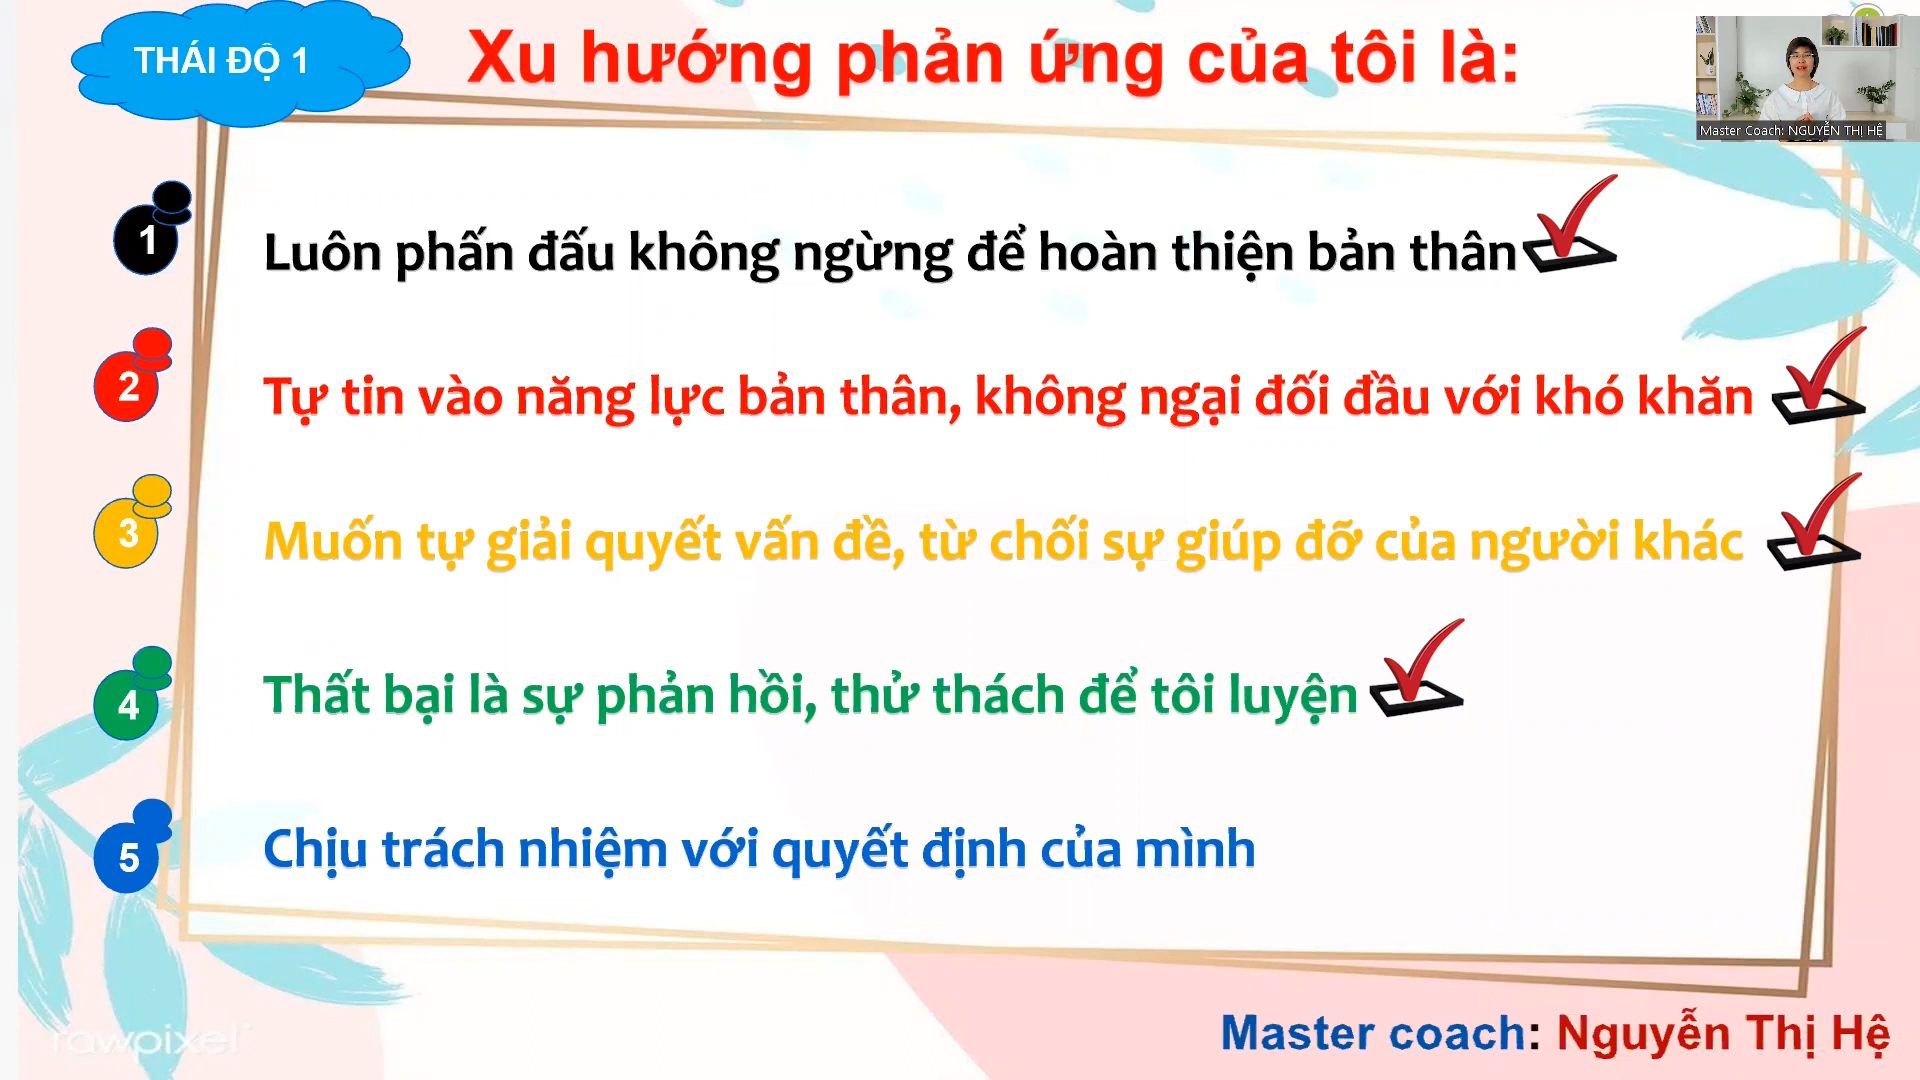 THÁI ĐỘ 1
Xu hướng phản ứng của tôi là:
Master Coach: NGUYỄN THỊ HỆ
1
Luôn phấn đấu không ngừng để hoàn thiện bản thân
2
Tự tin vào năng lực bản thân, không ngại đối đầu với khó khăn
3
Muốn tự giải quyết vấn đề, từ chối sự giúp đỡ của người khác
4
Thất bại là sự phản hồi, thử thách để tôi luyện
5
Chịu trách nhiệm với quyết định của mình
rawpixel
Master coach: Nguyễn Thị Hệ